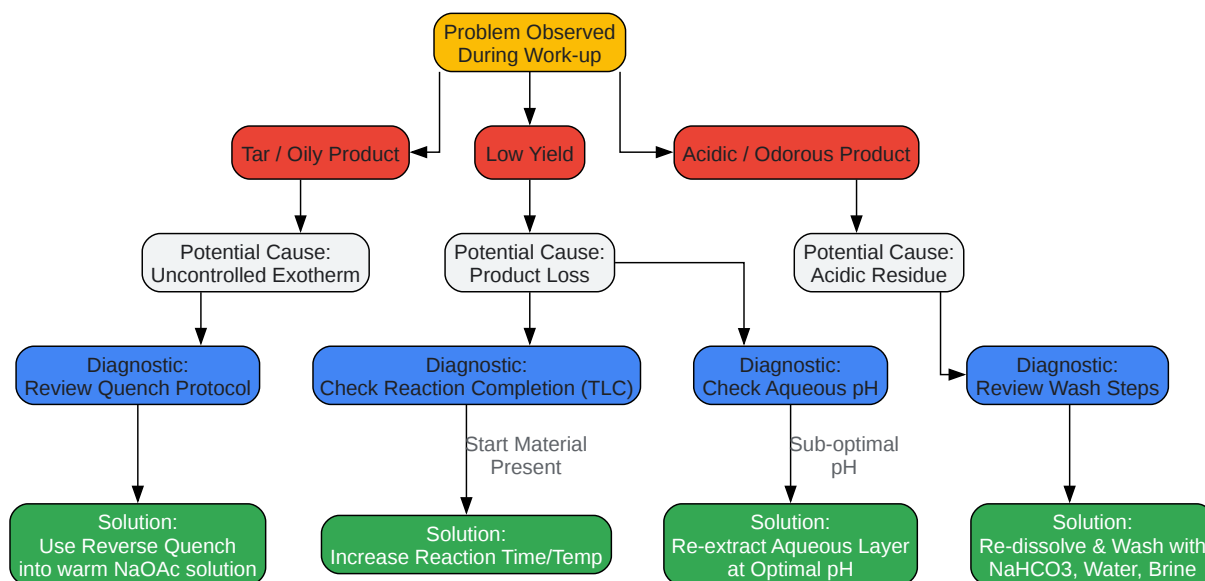 Problem Observed
During Work-up
Tar / Oily Product
Low Yield
Acidic / Odorous Product
Potential Cause:
Uncontrolled Exotherm
Potential Cause:
Product Loss
Potential Cause:
Acidic Residue
Diagnostic:
Review Quench Protocol
Diagnostic:
Check Reaction Completion (TLC)
Diagnostic:
Check Aqueous pH
Diagnostic:
Review Wash Steps
Start Material
Present
Sub-optimal
pH
Solution:
Use Reverse Quench
into warm NaOAc solution
Solution:
Increase Reaction Time/Temp
Solution:
Re-extract Aqueous Layer
at Optimal pH
Solution:
Re-dissolve & Wash with
NaHCO3, Water, Brine